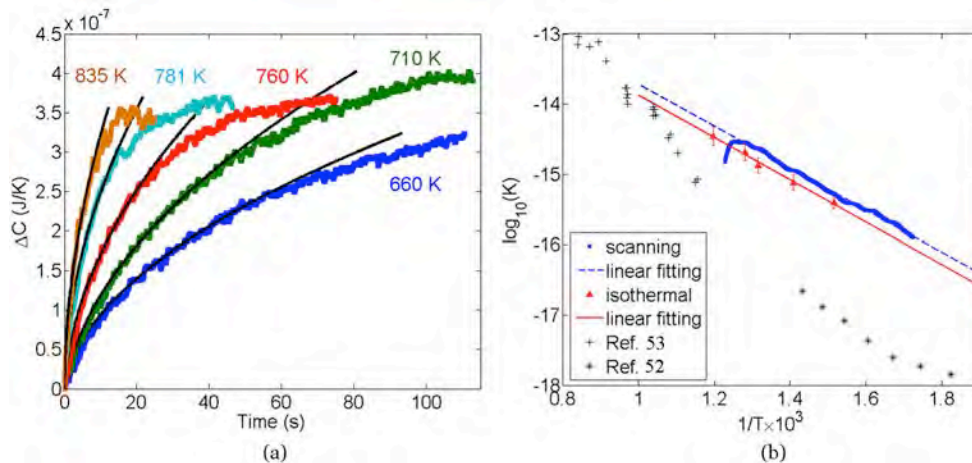 × 10⁻⁷
4.5
4
3.5
3
2.5
2
1.5
1
0.5
0
ΔC (J/K)
835 K
781 K
760 K
710 K
660 K
0 20 40 60 80 100
Time (s)
(a)
-13
-14
-15
-16
-17
-18
log₁₀(K)
scanning
linear fitting
isothermal
linear fitting
Ref. 53
Ref. 52
0.8 1 1.2 1.4 1.6 1.8
1/T×10³
(b)